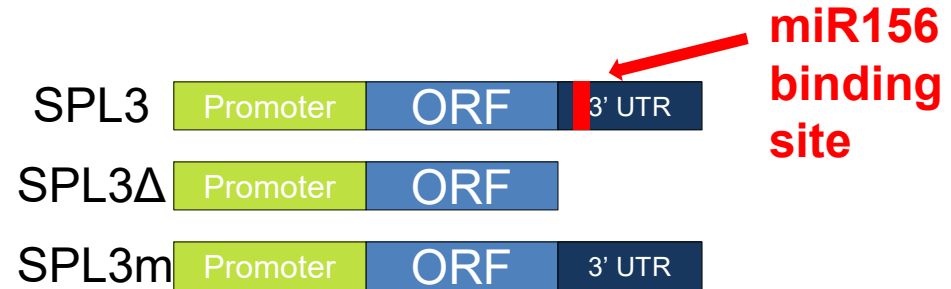 miR156
binding
site
SPL3 Promoter ORF 3' UTR
SPL3Δ Promoter ORF
SPL3m Promoter ORF 3' UTR